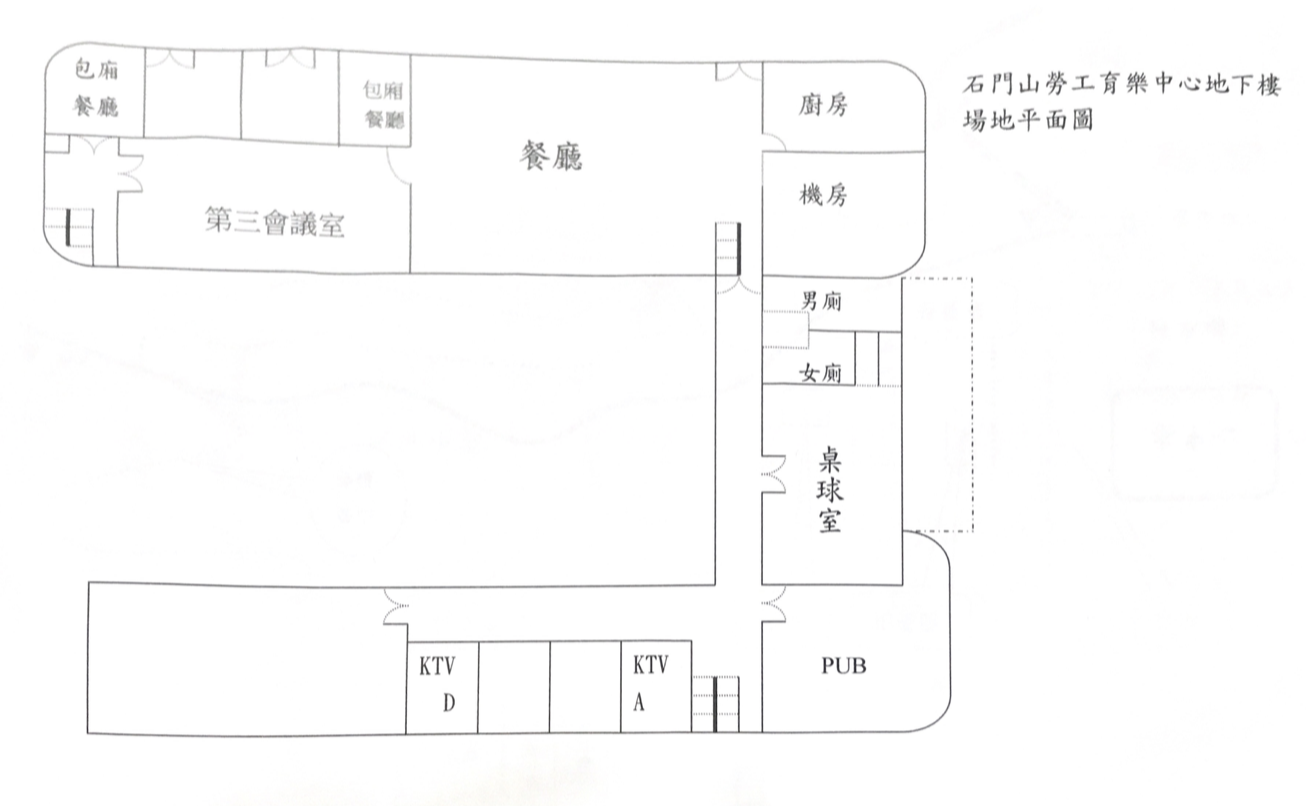 石門山勞工育樂中心地下樓
場地平面圖
包廂
餐廳
包廂
餐廳
餐廳
廚房
機房
第三會議室
男廁
女廁
桌球室
KTV
D
KTV
A
PUB